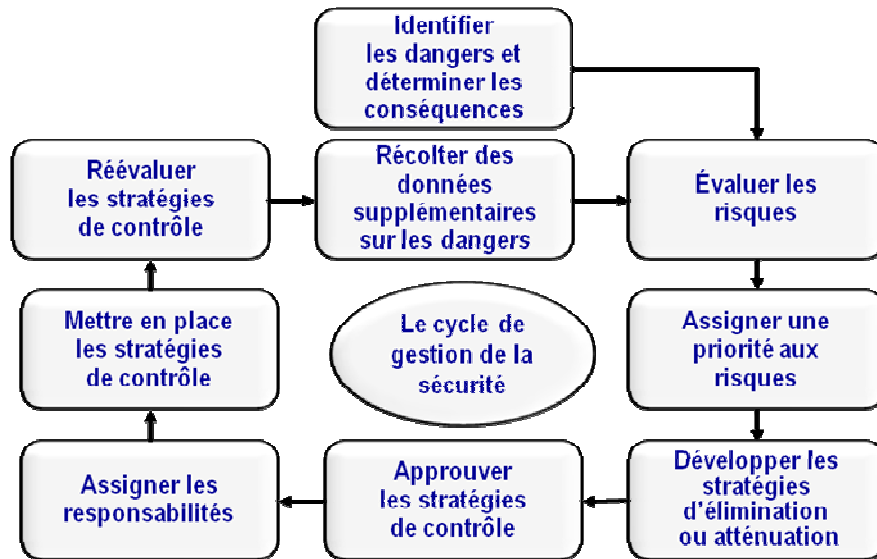 Identifier
les dangers et
déterminer les
conséquences
Réévaluer
les stratégies
de contrôle
Récolter des
données
supplémentaires
sur les dangers
Évaluer les
risques
Mettre en place
les stratégies
de contrôle
Le cycle de
gestion de la
sécurité
Assigner une
priorité aux
risques
Assigner les
responsabilités
Approuver
les stratégies
de contrôle
Développer les
stratégies
d'élimination
ou atténuation